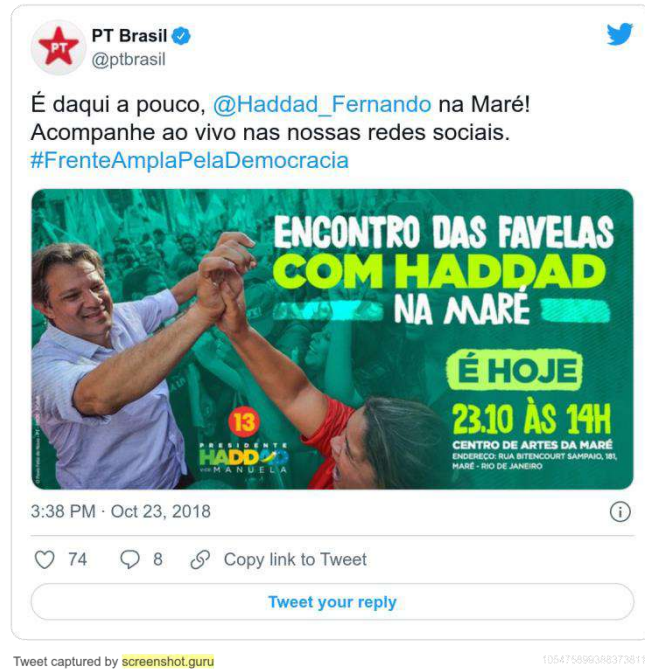 PT Brasil
@ptbrasil
PT
É daqui a pouco, @Haddad_Fernando na Maré!
Acompanhe ao vivo nas nossas redes sociais.
#FrenteAmplaPelaDemocracia
ENCONTRO DAS FAVELAS
COM HADDAD
NA MARÉ
É HOJE
23.10 ÀS 14H
CENTRO DE ARTES DA MARÉ
ENDEREÇO: RUA BITENCOURT SAMPAIO, 181,
MARÉ - RIO DE JANEIRO
13
PRESIDENTE
HADDAD
MANUELA
3:38 PM · Oct 23, 2018
74
8
Copy link to Tweet
Tweet your reply
Tweet captured by screenshot.guru